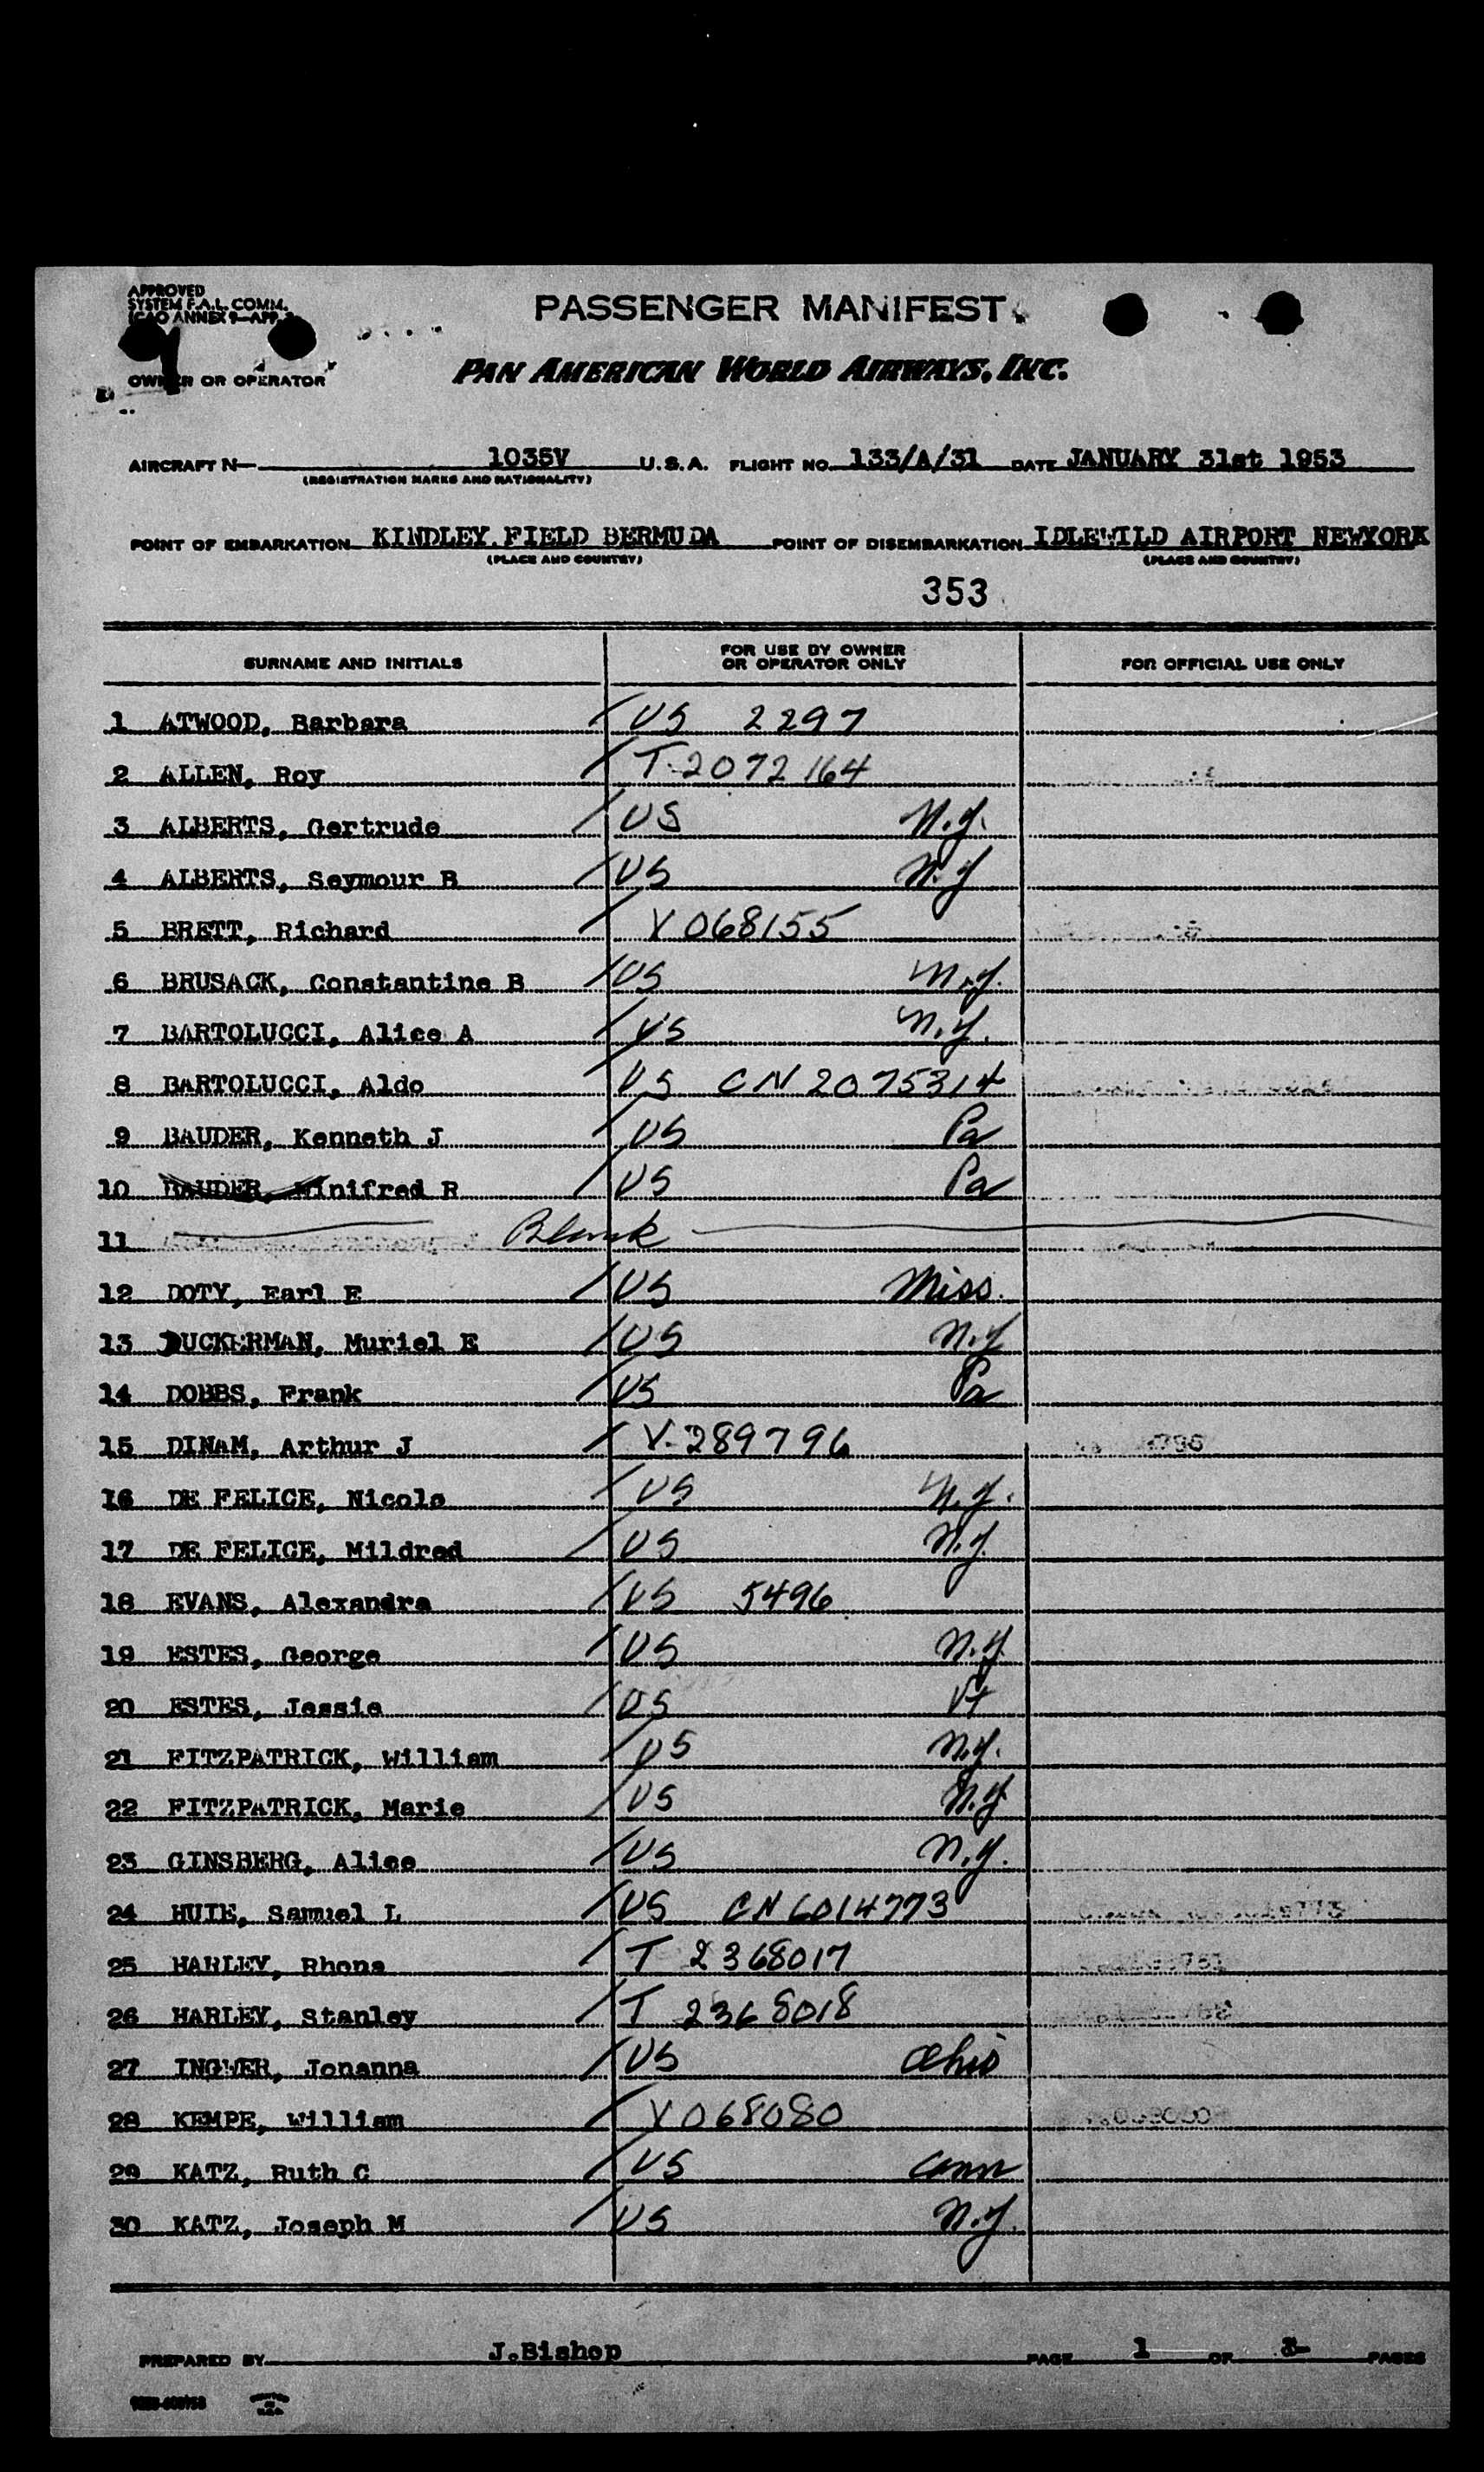 APPROVED
SYSTEM F.A.L. COMM.
ICAO ANNEX 9—APP.
PASSENGER MANIFEST
OWNER OR OPERATOR PAN AMERICAN WORLD AIRWAYS, INC.
AIRCRAFT N— 1035V U.S.A. FLIGHT NO. 133/A/31 DATE JANUARY 31st 1953
(REGISTRATION MARKS AND NATIONALITY)
POINT OF EMBARKATION KINDLEY FIELD BERMUDA POINT OF DISEMBARKATION IDLEWILD AIRPORT NEWYORK
(PLACE AND COUNTRY) (PLACE AND COUNTRY)
353
SURNAME AND INITIALS FOR USE BY OWNER OR OPERATOR ONLY FOR OFFICIAL USE ONLY
1 ATWOOD, Barbara / US 2297
2 ALLEN, Roy / T-2072164
3 ALBERTS, Gertrude / US N.Y.
4 ALBERTS, Seymour B / US N.Y
5 BRETT, Richard / V068155
6 BRUSACK, Constantine B / US N.Y.
7 BARTOLUCCI, Alice A / US N.Y.
8 BARTOLUCCI, Aldo / US CN 2075314
9 BAUDER, Kenneth J / US Pa
10 BAUDER, Winifred R / US Pa
11 Blank
12 DOTY, Earl E / US Miss.
13 DUCKERMAN, Muriel E / US N.Y
14 DOBBS, Frank / US Pa
15 DINAM, Arthur J / V-289796
16 DE FELICE, Nicola / US N.Y.
17 DE FELICE, Mildred / US N.Y.
18 EVANS, Alexandra / US 5496
19 ESTES, George / US N.Y.
20 ESTES, Jessie / US Vt
21 FITZPATRICK, William / US N.Y.
22 FITZPATRICK, Marie / US N.Y
23 GINSBERG, Alice / US N.Y.
24 HUIE, Samuel L / US CN 6014773
25 HARLEY, Rhona / T 2368017
26 HARLEY, Stanley / T 2368018
27 INGWER, Jonanna / US Ohio
28 KEMPE, William / V068080
29 KATZ, Ruth C / US Conn
30 KATZ, Joseph M / US N.Y.
PREPARED BY J.Bishop PAGE 1 OF 3 PAGES